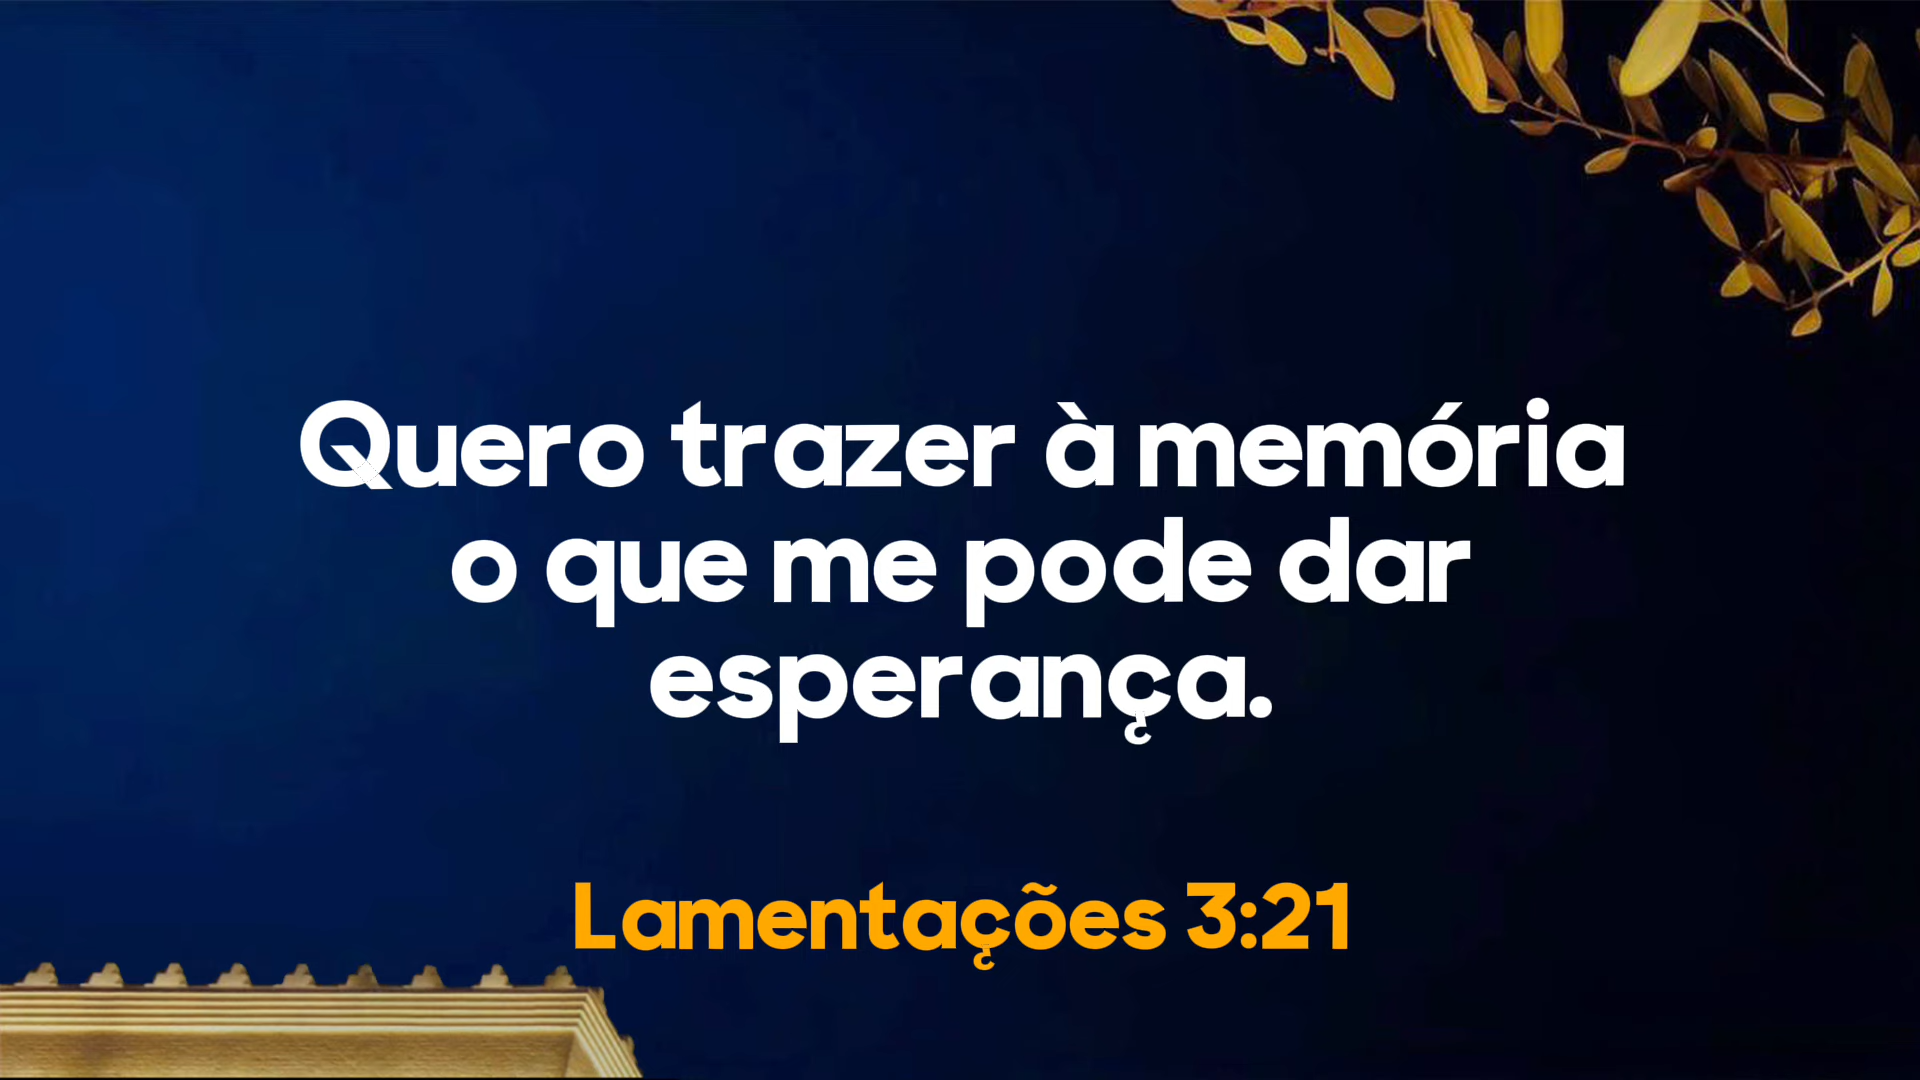 Quero trazer à memória
o que me pode dar
esperança.
Lamentações 3:21